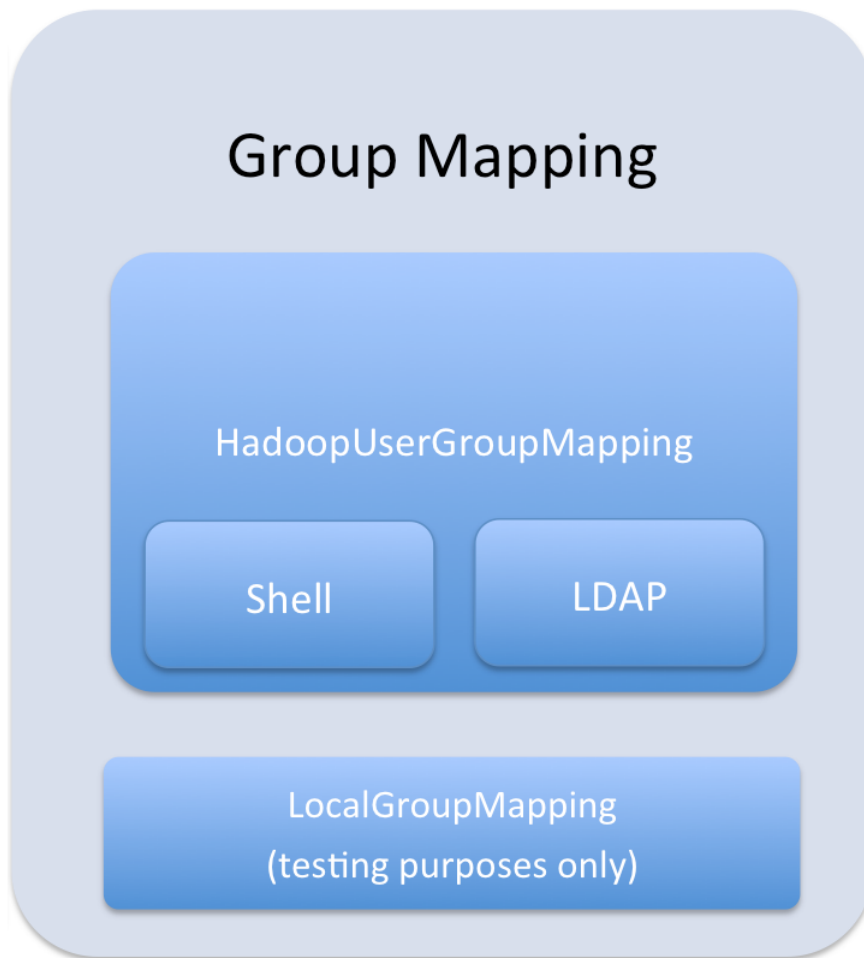 Group Mapping
HadoopUserGroupMapping
Shell
LDAP
LocalGroupMapping
(testing purposes only)